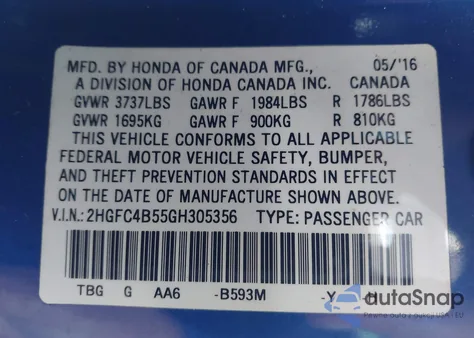 MFD. BY HONDA OF CANADA MFG., 05/'16
A DIVISION OF HONDA CANADA INC. CANADA
GVWR 3737LBS GAWR F 1984LBS R 1786LBS
GVWR 1695KG GAWR F 900KG R 810KG
THIS VEHICLE CONFORMS TO ALL APPLICABLE
FEDERAL MOTOR VEHICLE SAFETY, BUMPER,
AND THEFT PREVENTION STANDARDS IN EFFECT
ON THE DATE OF MANUFACTURE SHOWN ABOVE.
V.I.N.: 2HGFC4B55GH305356 TYPE: PASSENGER CAR
TBG G AA6 -B593M -Y
autoSnap